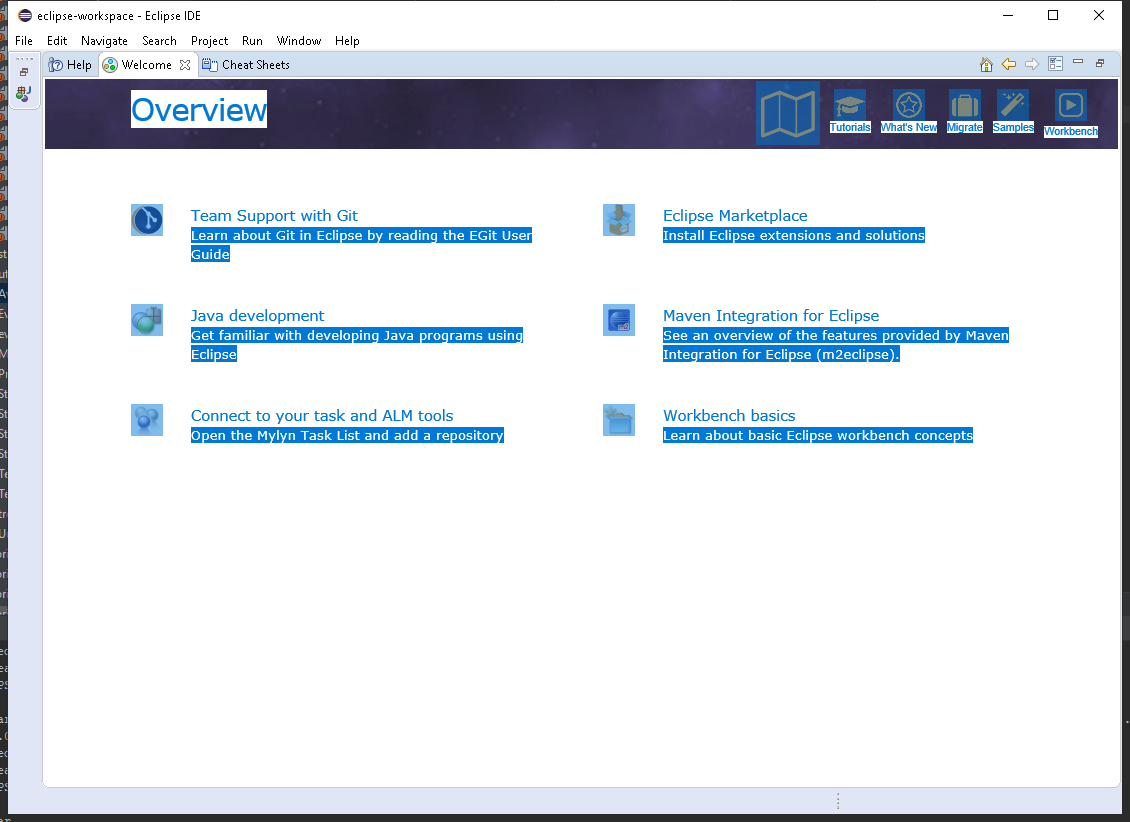 eclipse-workspace - Eclipse IDE
File Edit Navigate Search Project Run Window Help
Help Welcome Cheat Sheets
Overview
Tutorials What's New Migrate Samples Workbench
Team Support with Git
Learn about Git in Eclipse by reading the EGit User
Guide
Eclipse Marketplace
Install Eclipse extensions and solutions
Java development
Get familiar with developing Java programs using
Eclipse
Maven Integration for Eclipse
See an overview of the features provided by Maven
Integration for Eclipse (m2eclipse).
Connect to your task and ALM tools
Open the Mylyn Task List and add a repository
Workbench basics
Learn about basic Eclipse workbench concepts